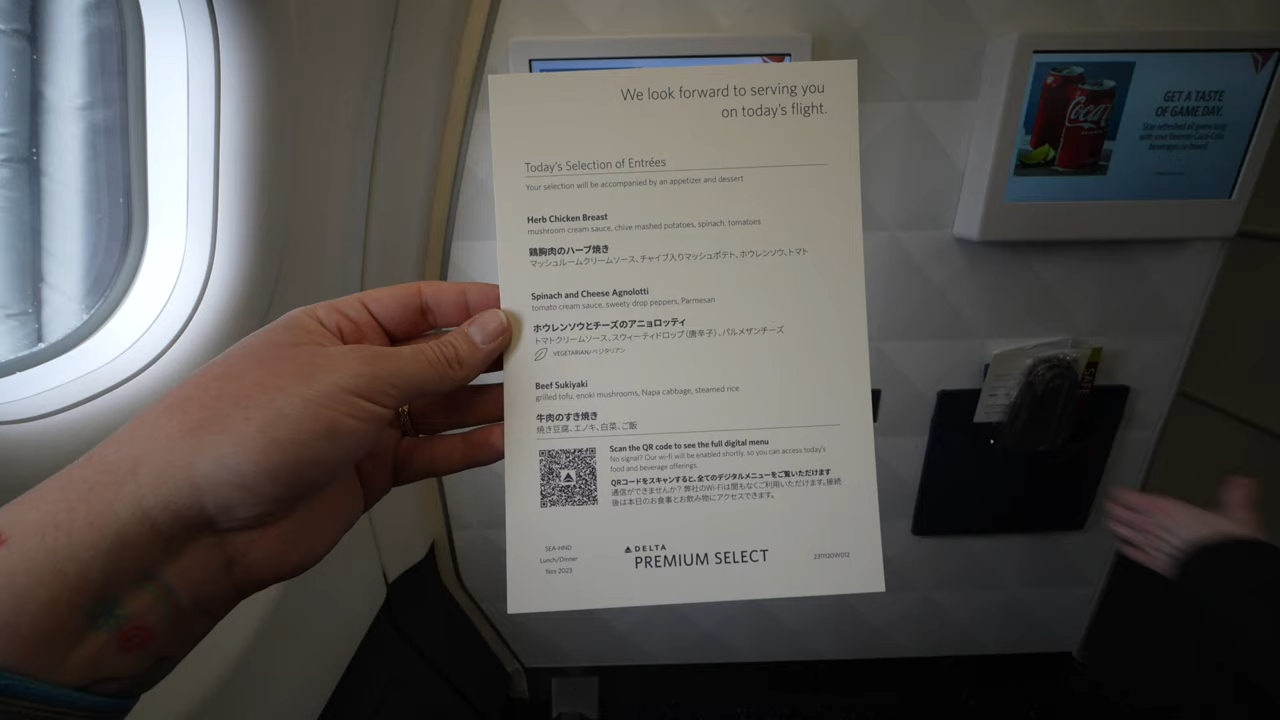 We look forward to serving you
on today's flight.
Today's Selection of Entrées
Your selection will be accompanied by an appetizer and dessert
Herb Chicken Breast
mushroom cream sauce, chive mashed potatoes, spinach, tomatoes
鶏胸肉のハーブ焼き
マッシュルームクリームソース、チャイブ入りマッシュポテト、ホウレンソウ、トマト
Spinach and Cheese Agnolotti
tomato cream sauce, sweety drop peppers, Parmesan
ホウレンソウとチーズのアニョロッティ
トマトクリームソース、スウィーティドロップ（唐辛子）、パルメザンチーズ
VEGETARIAN/ベジタリアン
Beef Sukiyaki
grilled tofu, enoki mushrooms, Napa cabbage, steamed rice
牛肉のすき焼き
焼き豆腐、エノキ、白菜、ご飯
Scan the QR code to see the full digital menu
No signal? Our wi-fi will be enabled shortly, so you can access today's
food and beverage offerings.
QRコードをスキャンすると、全てのデジタルメニューをご覧いただけます
通信ができませんか？弊社のWi-Fiは間もなくご利用いただけます。接続
後は本日のお食事とお飲み物にアクセスできます。
SEA-HND
Lunch/Dinner
Nov 2023
DELTA
PREMIUM SELECT
231120W012
GET A TASTE
OF GAME DAY.
Stay refreshed all game long
with your favorite Coca-Cola
beverages on board.
Coca